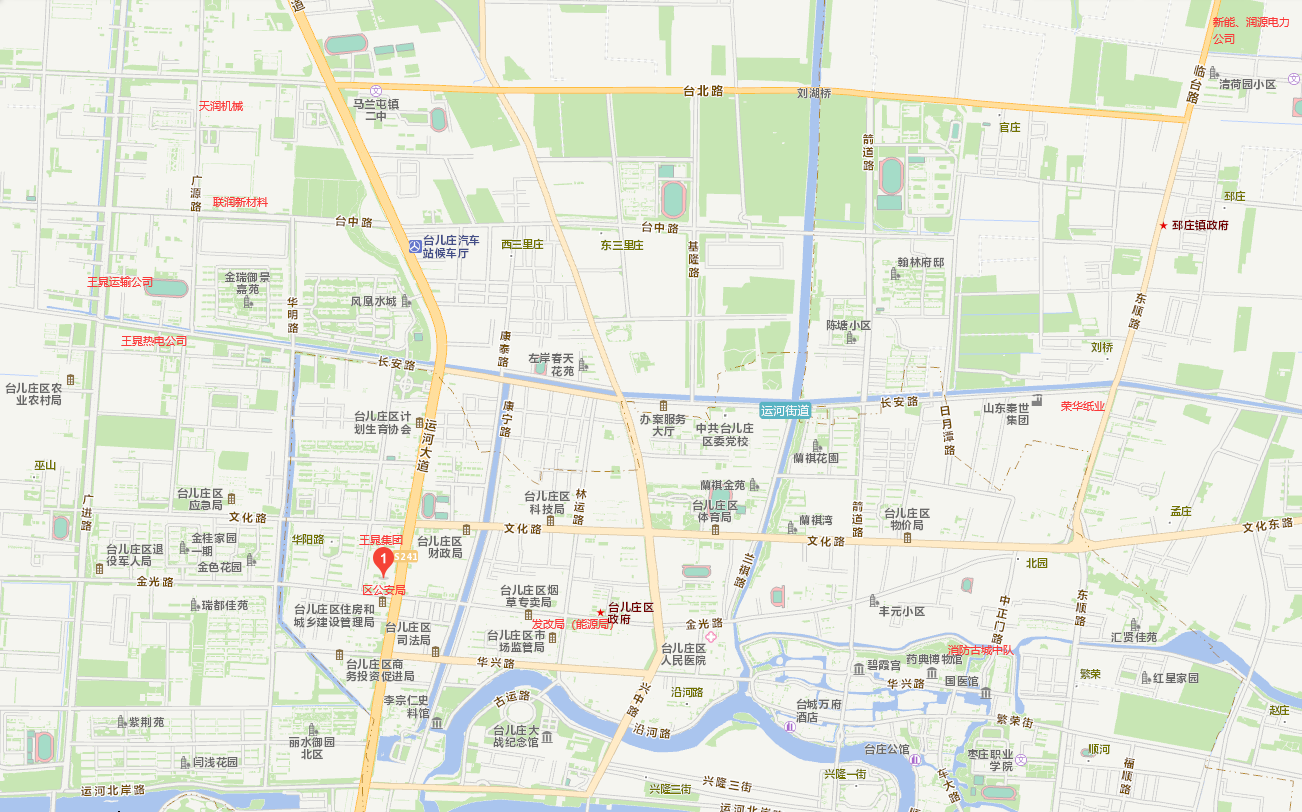 道
新能、润源电力
公司
临台路
清荷园小区
台北路
刘湖桥
马兰屯镇
二中
天润机械
官庄
箭道路
广源路
联润新材料
邳庄
台中路
台中路
邳庄镇政府
台儿庄汽车
站候车厅
西三里庄
东三里庄
基隆路
翰林府邸
金瑞御景
嘉苑
王晁运输公司
华明路
凤凰水城
东顺路
陈塘小区
康泰路
王晁热电公司
刘桥
长安路
左岸春天
花苑
台儿庄区农
业农村局
康宁路
运河街道
长安路
山东秦世
集团
荣华纸业
台儿庄区计
划生育协会
运河大道
办案服务
大厅
中共台儿庄
区委党校
日月潭路
蘭祺花园
巫山
蘭祺金苑
台儿庄区
应急局
广进路
台儿庄区
科技局
林运路
台儿庄区
体育局
箭道路
文化路
蘭祺湾
台儿庄区
物价局
孟庄
文化路
文化东路
金桂家园
一期
华阳路
王晁集团
台儿庄区
财政局
文化路
台儿庄区退
役军人局
1
S241
兰祺路
北园
金色花园
金光路
区公安局
台儿庄区烟
草专卖局
瑞都佳苑
台儿庄区住房和
城乡建设管理局
台儿庄区
政府
丰元小区
中正门路
东顺路
发改局（能源局）
金光路
台儿庄区
司法局
台儿庄区市
场监管局
汇贤佳苑
台儿庄区
人民医院
消防古城中队
台儿庄区商
务投资促进局
华兴路
碧霞宫
药典博物馆
国医馆
华兴路
繁荣
红星家园
兴中路
沿河路
古运路
李宗仁史
料馆
台城万府
酒店
赵庄
紫荆苑
繁荣街
沿河路
台儿庄大
战纪念馆
丽水御园
北区
台庄公馆
枣庄职业
学院
顺河
闫浅花园
福顺路
兴隆一街
车大路
兴隆三街
兴隆三街
运河北岸路
运河北岸路